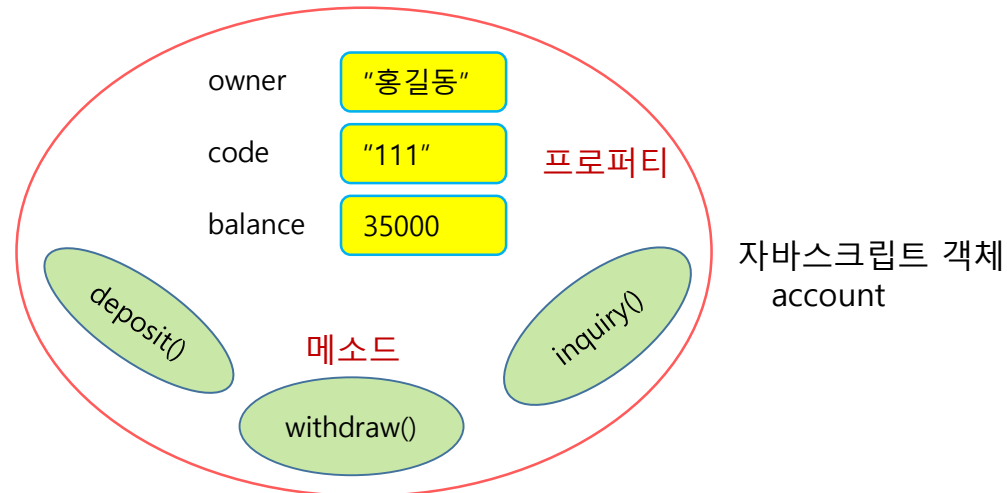 owner "홍길동"
code "111"
프로퍼티
balance 35000
자바스크립트 객체
account
deposit()
메소드
inquiry()
withdraw()